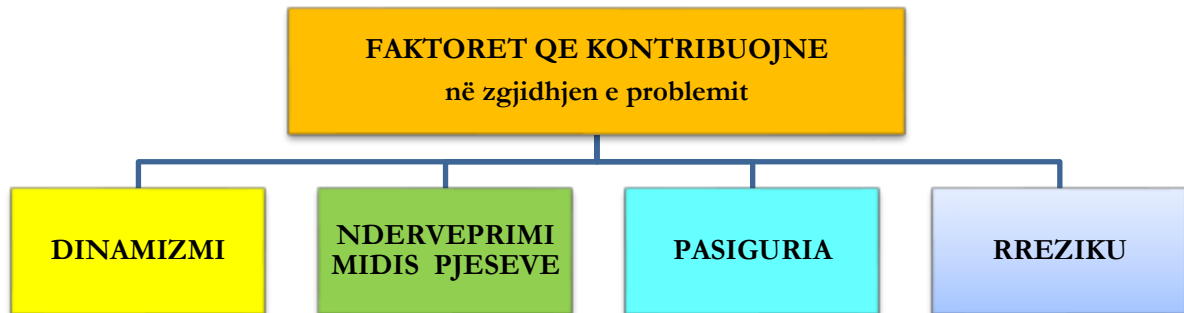 FAKTORET QE KONTRIBUOJNE
në zgjidhjen e problemit
DINAMIZMI
NDERVEPRIMI
MIDIS PJESEVE
PASIGURIA
RREZIKU